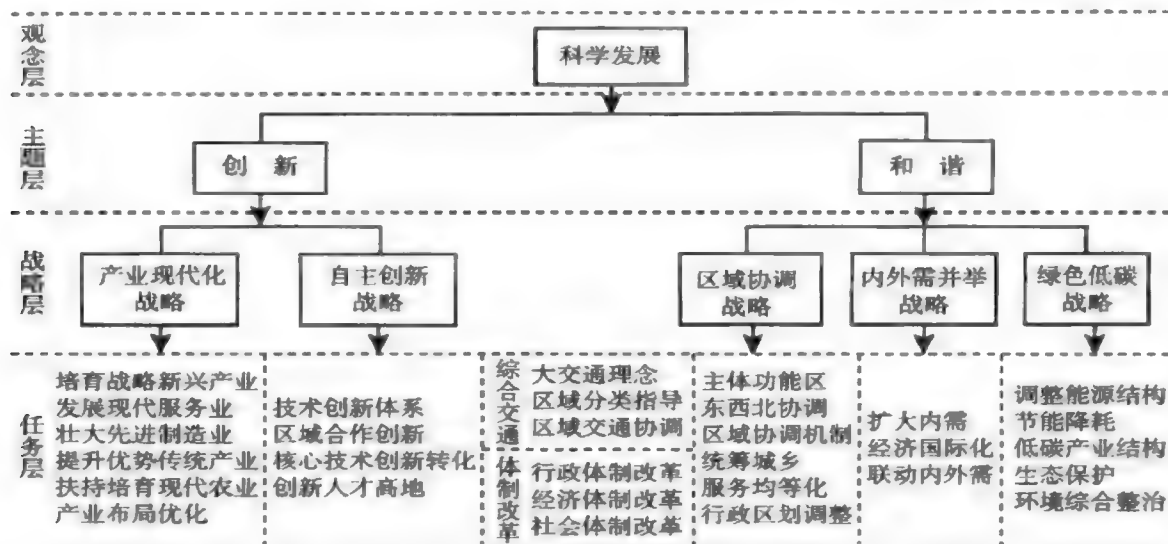 观念层
科学发展
主题层
创 新
和 谐
战略层
产业现代化
战略
自主创新
战略
区域协调
战略
内外需并举
战略
绿色低碳
战略
任务层
培育战略新兴产业
发展现代服务业
壮大先进制造业
提升优势传统产业
扶持培育现代农业
产业布局优化
技术创新体系
区域合作创新
核心技术创新转化
创新人才高地
综合交通
大交通理念
区域分类指导
区域交通协调
体制改革
行政体制改革
经济体制改革
社会体制改革
主体功能区
东西北协调
区域协调机制
统筹城乡
服务均等化
行政区划调整
扩大内需
经济国际化
联动内外需
调整能源结构
节能降耗
低碳产业结构
生态保护
环境综合整治